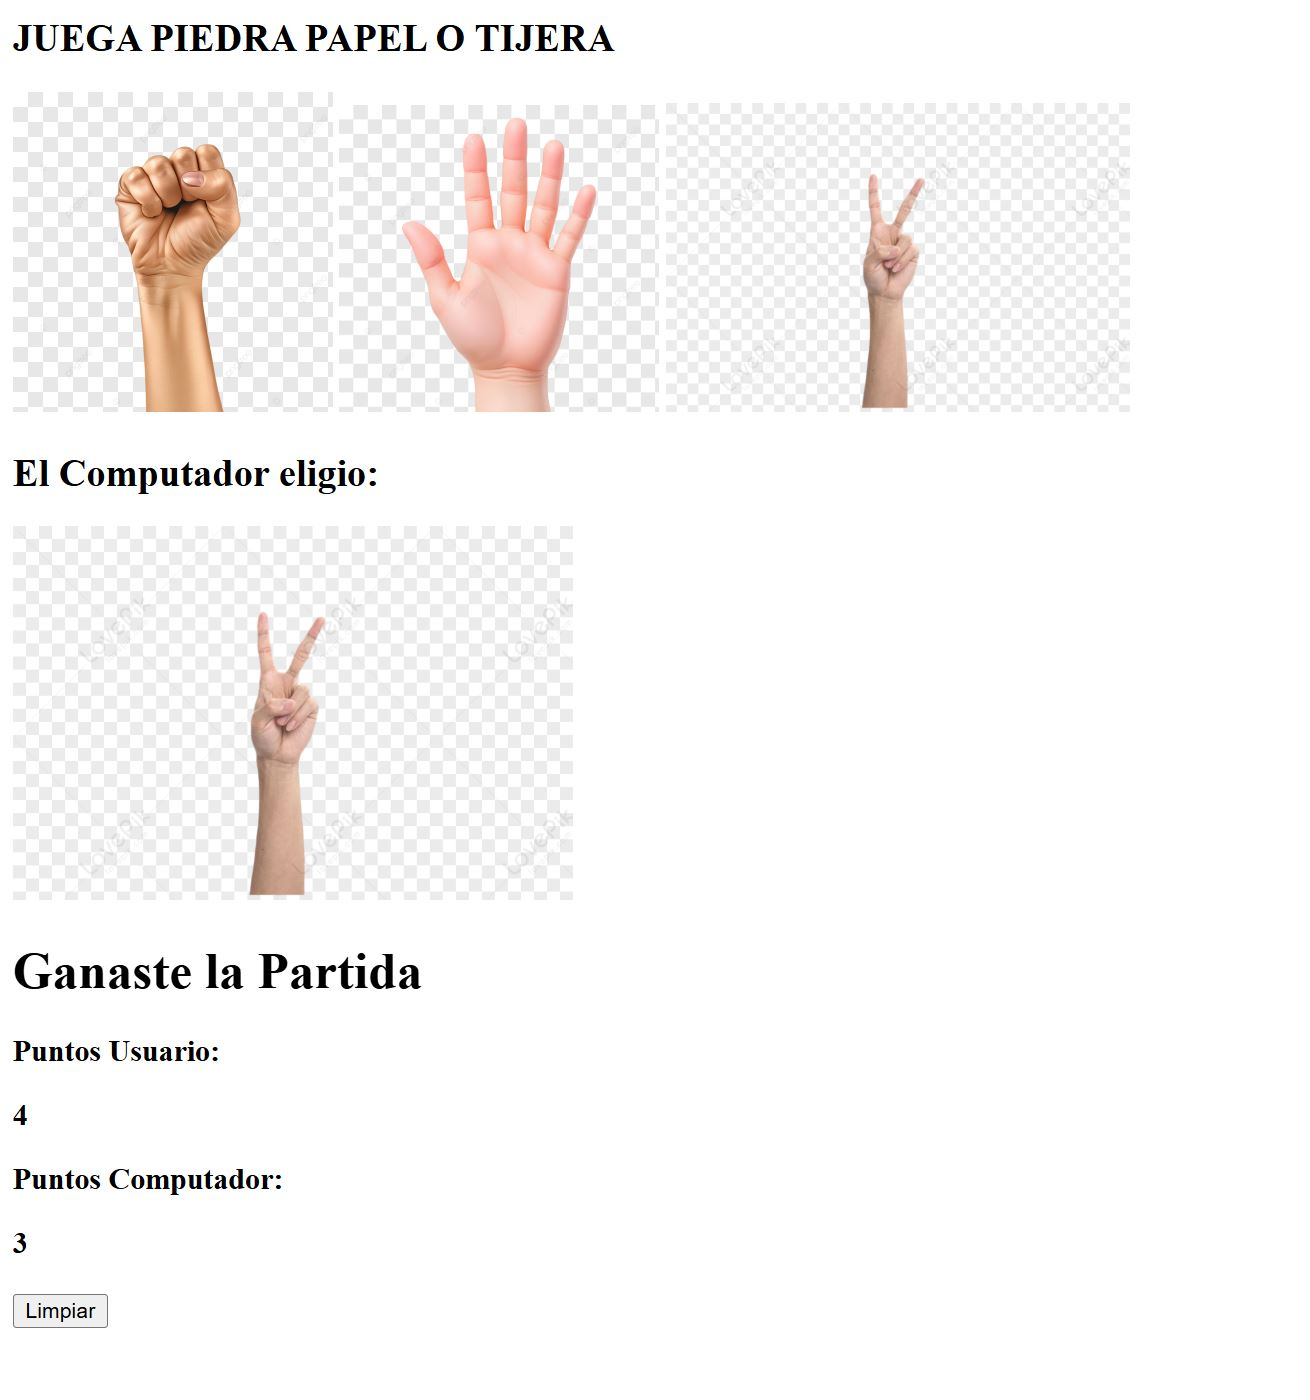 JUEGA PIEDRA PAPEL O TIJERA
El Computador eligio:
Ganaste la Partida
Puntos Usuario:
4
Puntos Computador:
3
Limpiar